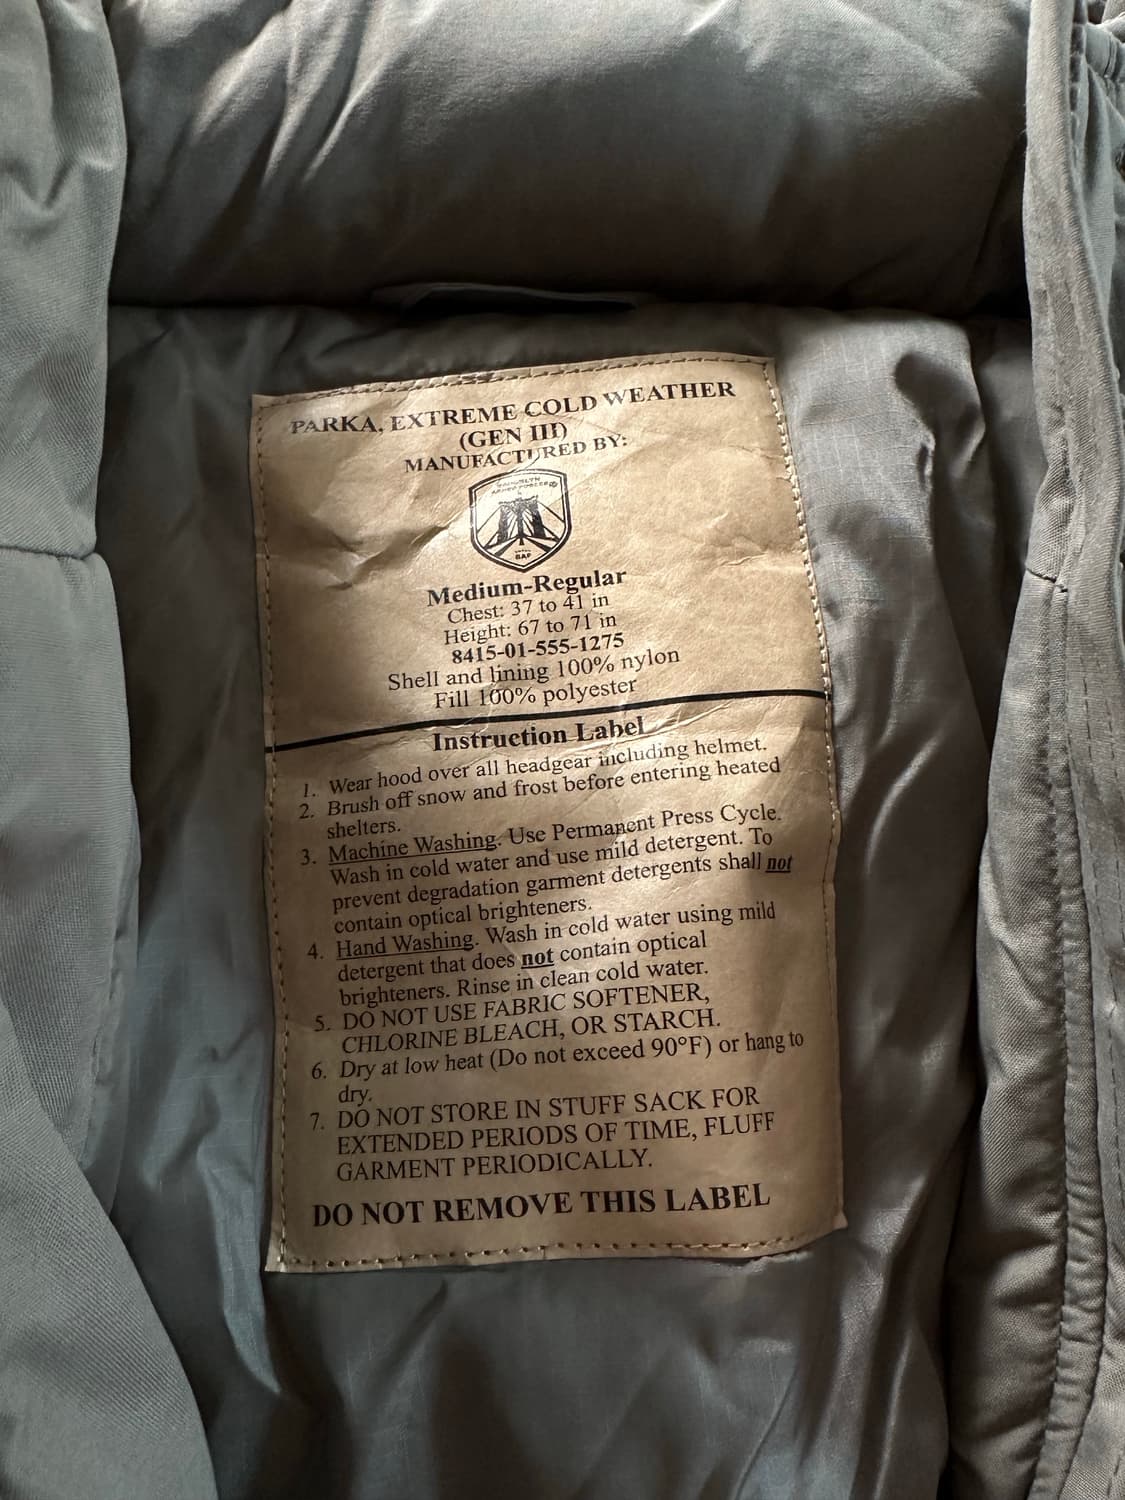 PARKA, EXTREME COLD WEATHER
(GEN III)
MANUFACTURED BY:
BROOKLYN
ARMED FORCES
BAF
Medium-Regular
Chest: 37 to 41 in
Height: 67 to 71 in
8415-01-555-1275
Shell and lining 100% nylon
Fill 100% polyester
Instruction Label
1. Wear hood over all headgear including helmet.
2. Brush off snow and frost before entering heated
shelters.
3. Machine Washing. Use Permanent Press Cycle.
Wash in cold water and use mild detergent. To
prevent degradation garment detergents shall not
contain optical brighteners.
4. Hand Washing. Wash in cold water using mild
detergent that does not contain optical
brighteners. Rinse in clean cold water.
5. DO NOT USE FABRIC SOFTENER,
CHLORINE BLEACH, OR STARCH.
6. Dry at low heat (Do not exceed 90°F) or hang to
dry.
7. DO NOT STORE IN STUFF SACK FOR
EXTENDED PERIODS OF TIME, FLUFF
GARMENT PERIODICALLY.
DO NOT REMOVE THIS LABEL